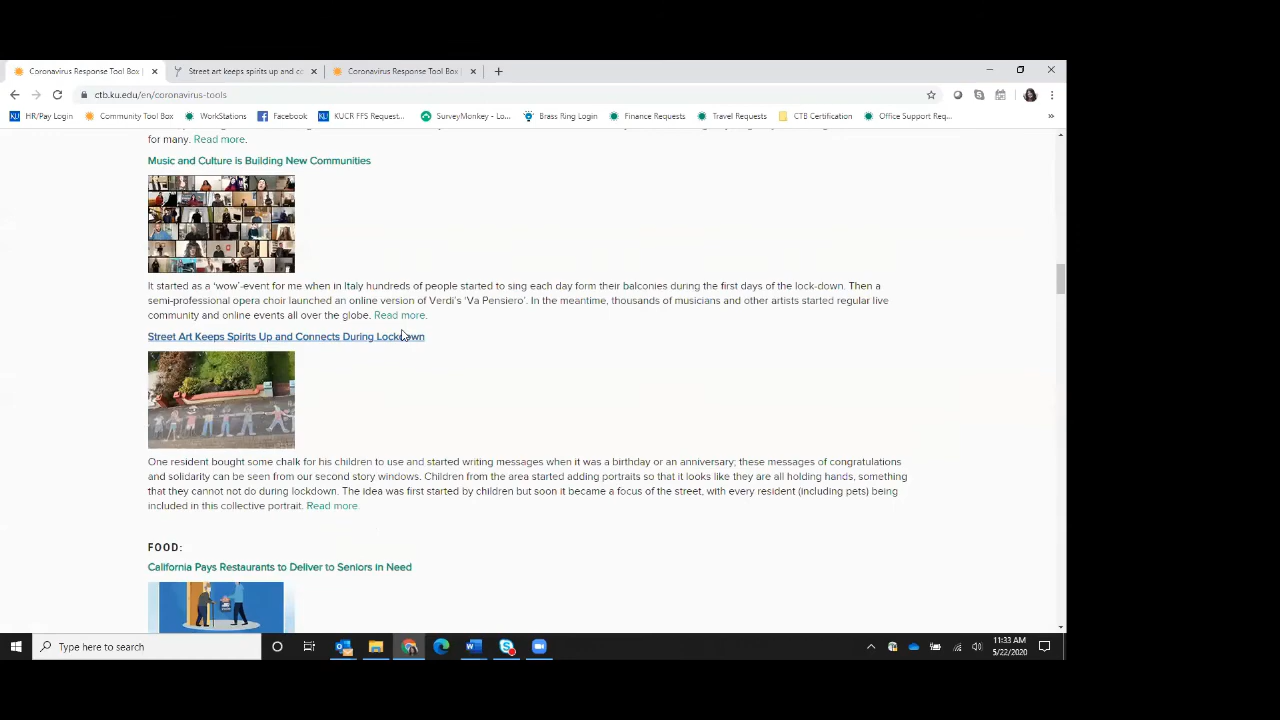 Coronavirus Response Tool Box |
Street art keeps spirits up and co
Coronavirus Response Tool Box |
ctb.ku.edu/en/coronavirus-tools
KU HR/Pay Login
Community Tool Box
WorkStations
Facebook
KU KUCR FFS Request...
SurveyMonkey - Lo...
Brass Ring Login
Finance Requests
Travel Requests
CTB Certification
Office Support Req...
for many. Read more.
Music and Culture is Building New Communities
It started as a ‘wow’-event for me when in Italy hundreds of people started to sing each day form their balconies during the first days of the lock-down. Then a
semi-professional opera choir launched an online version of Verdi’s ‘Va Pensiero’. In the meantime, thousands of musicians and other artists started regular live
community and online events all over the globe. Read more.
Street Art Keeps Spirits Up and Connects During Lockdown
One resident bought some chalk for his children to use and started writing messages when it was a birthday or an anniversary; these messages of congratulations
and solidarity can be seen from our second story windows. Children from the area started adding portraits so that it looks like they are all holding hands, something
that they cannot not do during lockdown. The idea was first started by children but soon it became a focus of the street, with every resident (including pets) being
included in this collective portrait. Read more.
FOOD:
California Pays Restaurants to Deliver to Seniors in Need
Type here to search
11:33 AM
5/22/2020